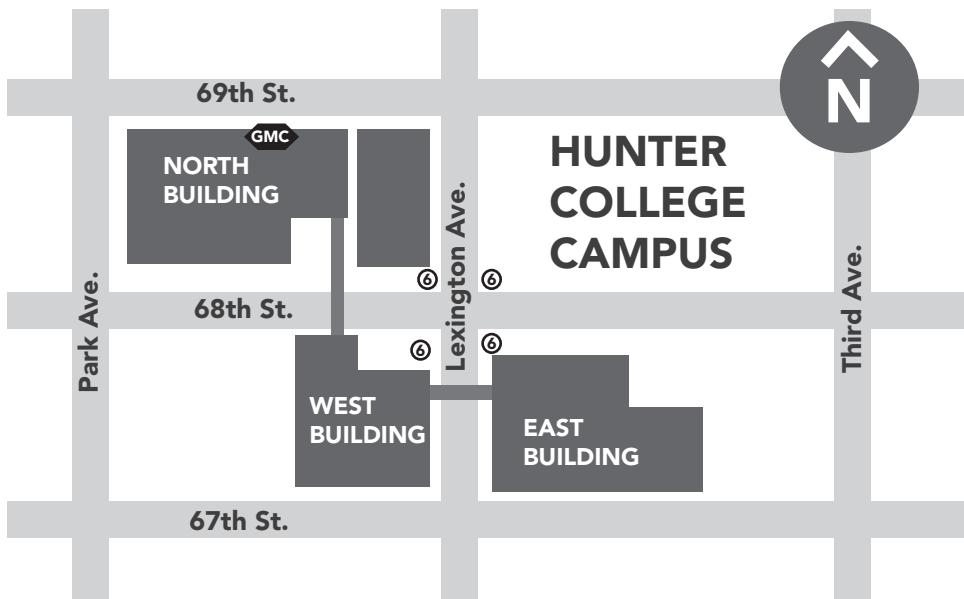 N
69th St.
GMC
NORTH
BUILDING
HUNTER
COLLEGE
CAMPUS
Park Ave.
Lexington Ave.
Third Ave.
6
6
68th St.
6
6
WEST
BUILDING
EAST
BUILDING
67th St.